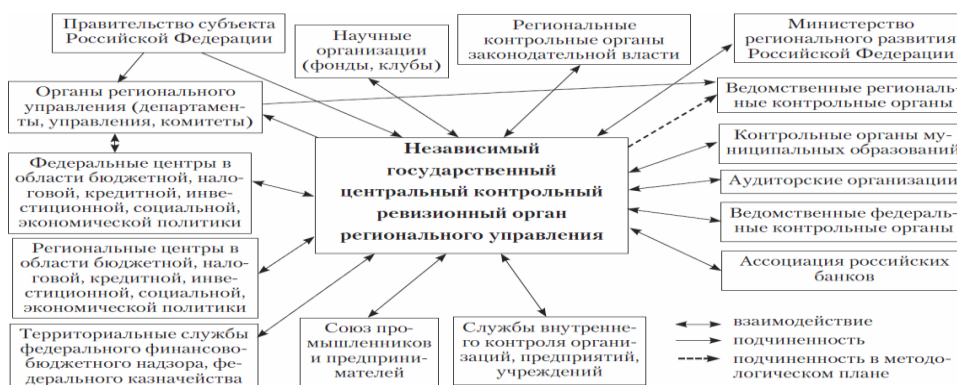 Правительство субъекта
Российской Федерации
Научные
организации
(фонды, клубы)
Региональные
контрольные органы
законодательной власти
Министерство
регионального развития
Российской Федерации
Органы регионального
управления (департамен-
ты, управления, комитеты)
Ведомственные региональ-
ные контрольные органы
Независимый
государственный
центральный контрольный
ревизионный орган
регионального управления
Контрольные органы му-
ниципальных образований
Федеральные центры в
области бюджетной, нало-
говой, кредитной, инве-
стиционной, социальной,
экономической политики
Аудиторские организации
Ведомственные федераль-
ные контрольные органы
Региональные центры в
области бюджетной, нало-
говой, кредитной, инве-
стиционной, социальной,
экономической политики
Ассоциация российских
банков
Территориальные службы
федерального финансово-
бюджетного надзора, фе-
дерального казначейства
Союз про-
мышленников
и предприни-
мателей
Службы внутренне-
го контроля органи-
заций, предприятий,
учреждений
взаимодействие
подчиненность
подчиненность в методо-
логическом плане